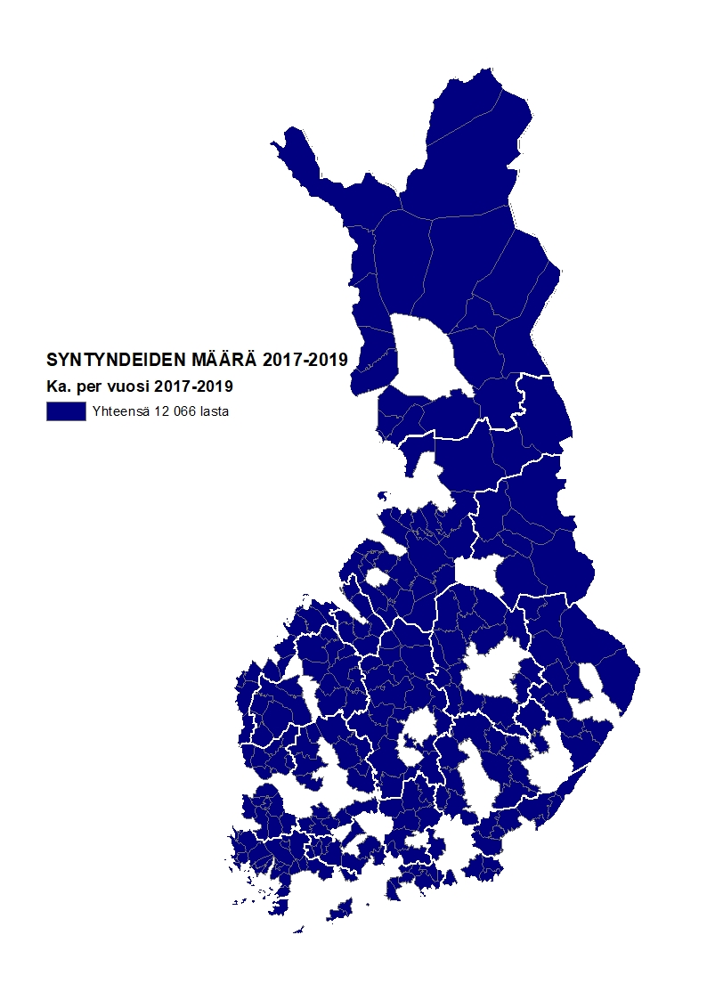 SYNTYNDEIDEN MÄÄRÄ 2017-2019
Ka. per vuosi 2017-2019
Yhteensä 12 066 lasta